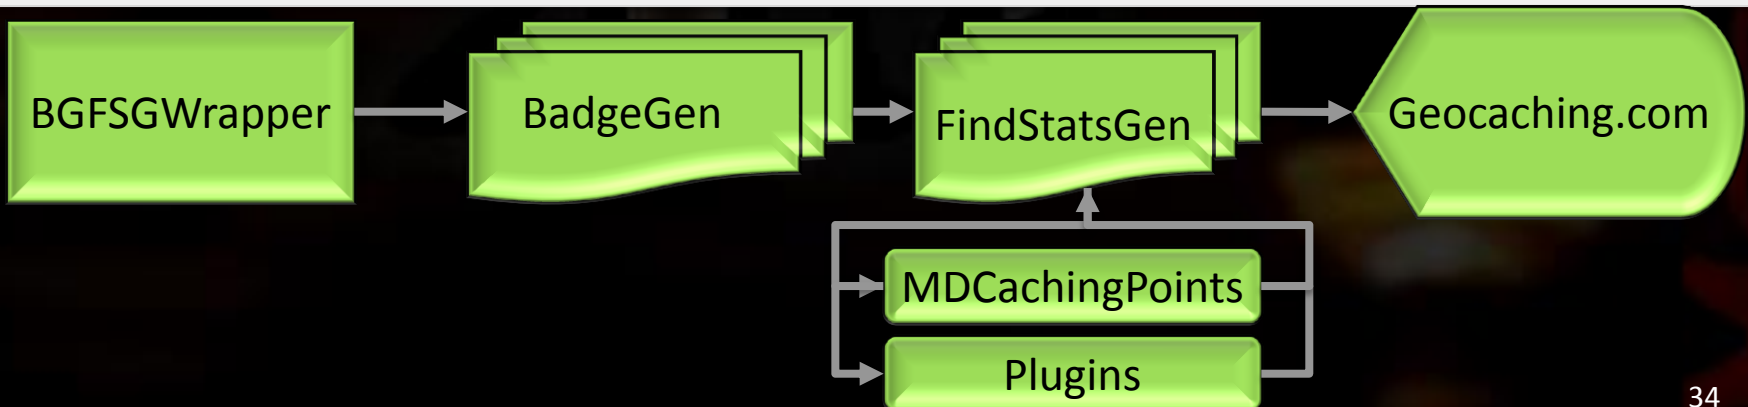 BGFSGWrapper
BadgeGen
FindStatsGen
Geocaching.com
MDCachingPoints
Plugins
34